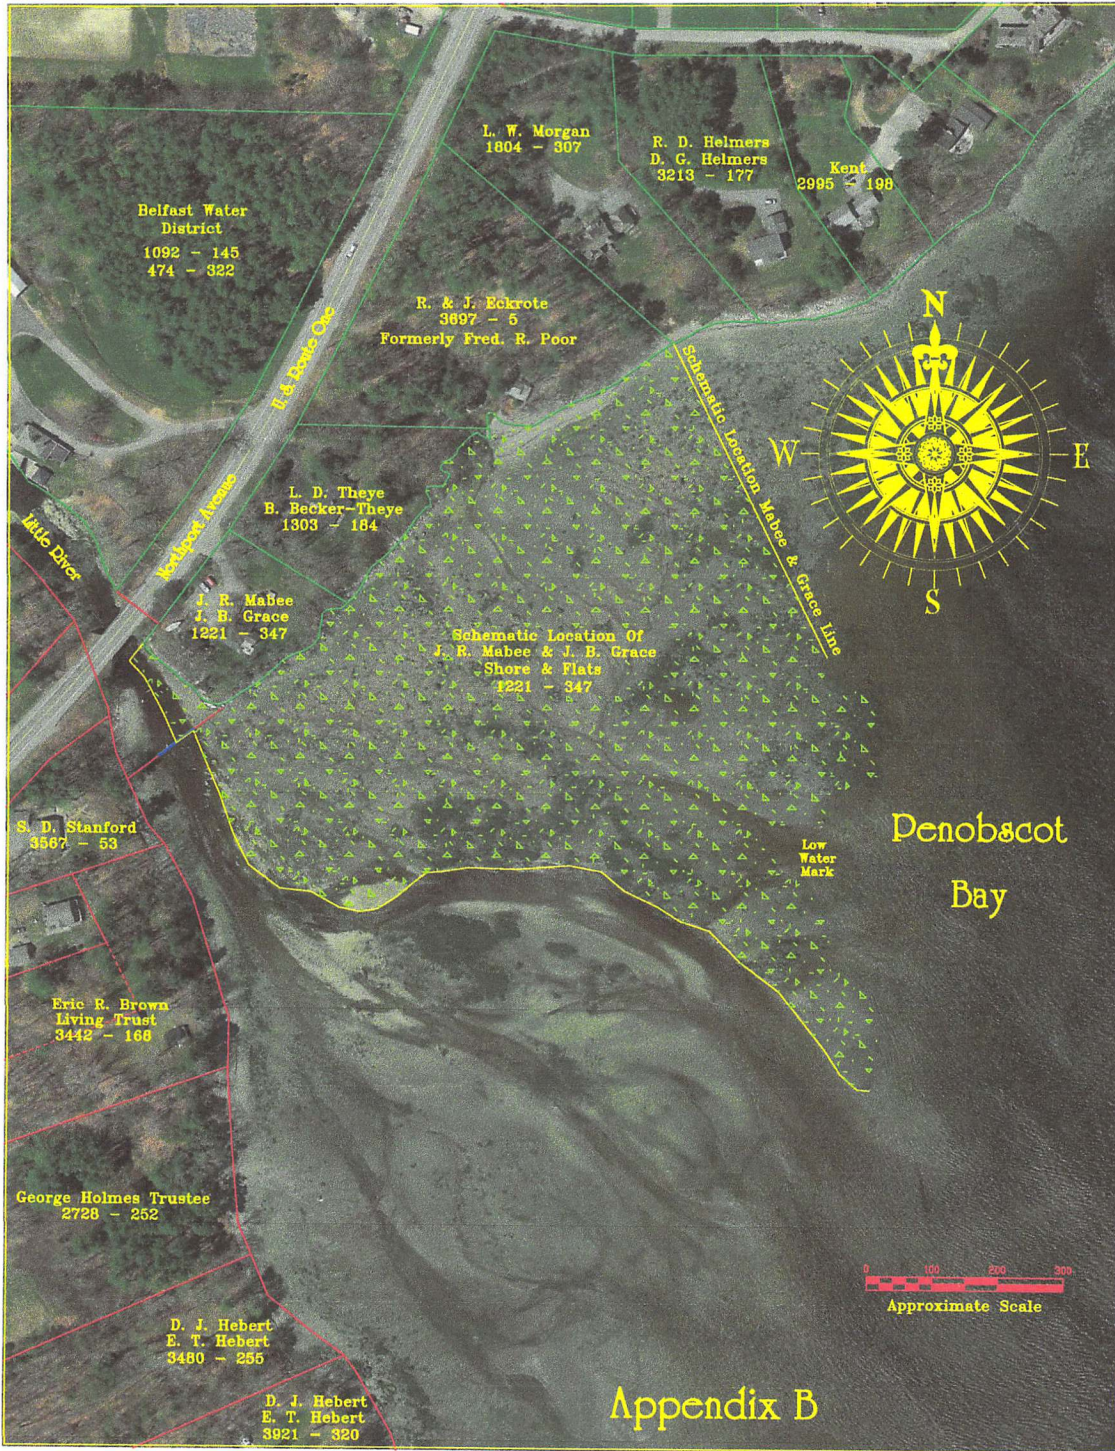 L. W. Morgan
1804 - 307
R. D. Helmers
D. G. Helmers
3213 - 177
Kent
2995 - 198
Belfast Water
District
1092 - 145
474 - 322
R. & J. Eckrote
3697 - 5
Formerly Fred. R. Poor
U. S. Route One
Northport Avenue
Schematic Location Mabee & Grace Line
N
W
E
S
L. D. Theye
B. Becker-Theye
1303 - 184
Little River
J. R. Mabee
J. B. Grace
1221 - 347
Schematic Location Of
J. R. Mabee & J. B. Grace
Shore & Flats
1221 - 347
S. D. Stanford
3567 - 53
Low
Water
Mark
Penobscot
Bay
Eric R. Brown
Living Trust
3442 - 168
George Holmes Trustee
2728 - 252
0 100 200 300
Approximate Scale
D. J. Hebert
E. T. Hebert
3480 - 255
D. J. Hebert
E. T. Hebert
3921 - 320
Appendix B